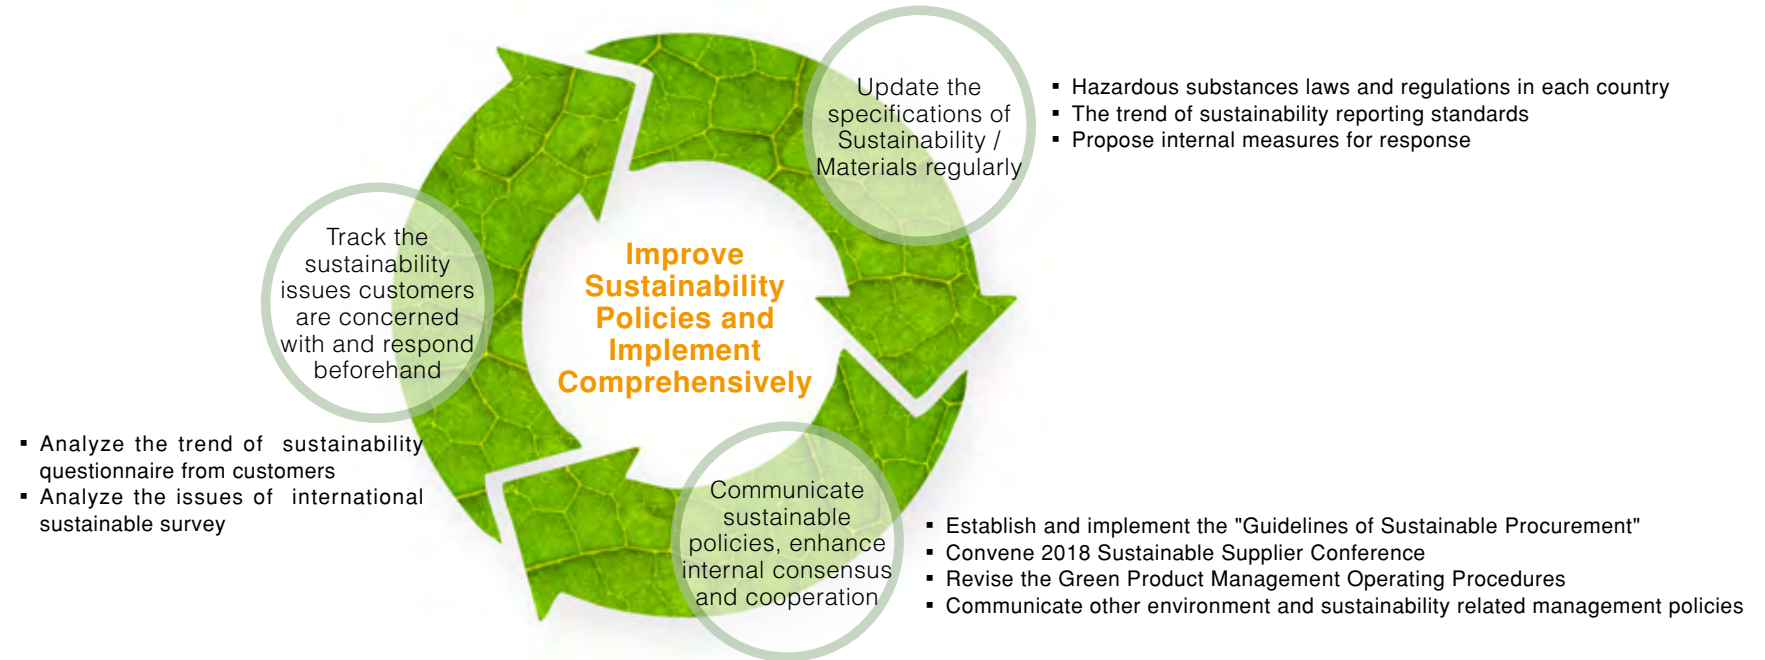 Update the
specifications of
Sustainability /
Materials regularly
▪ Hazardous substances laws and regulations in each country
▪ The trend of sustainability reporting standards
▪ Propose internal measures for response
Track the
sustainability
issues customers
are concerned
with and respond
beforehand
Improve
Sustainability
Policies and
Implement
Comprehensively
▪ Analyze the trend of sustainability
questionnaire from customers
▪ Analyze the issues of international
sustainable survey
Communicate
sustainable
policies, enhance
internal consensus
and cooperation
▪ Establish and implement the "Guidelines of Sustainable Procurement"
▪ Convene 2018 Sustainable Supplier Conference
▪ Revise the Green Product Management Operating Procedures
▪ Communicate other environment and sustainability related management policies